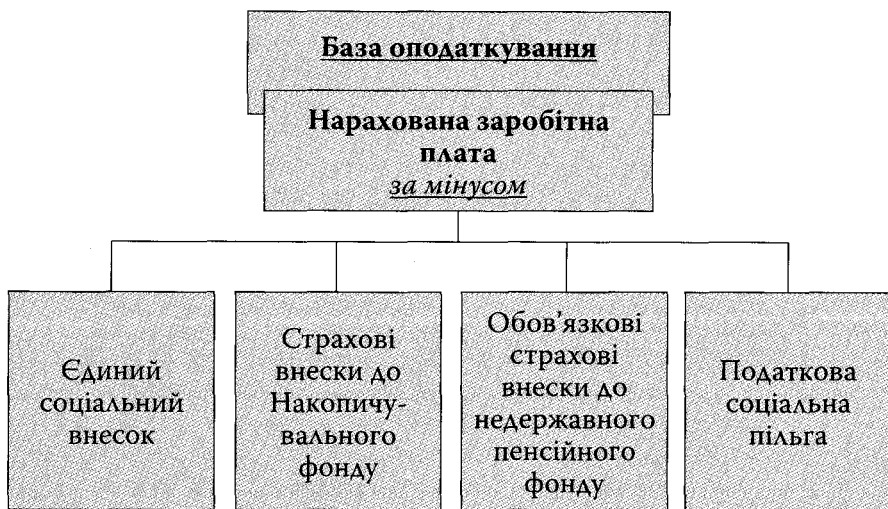 База оподаткування
Нарахована заробітна
плата
за мінусом
Єдиний
соціальний
внесок
Страхові
внески до
Накопичу-
вального
фонду
Обов’язкові
страхові
внески до
недержавного
пенсійного
фонду
Податкова
соціальна
пільга